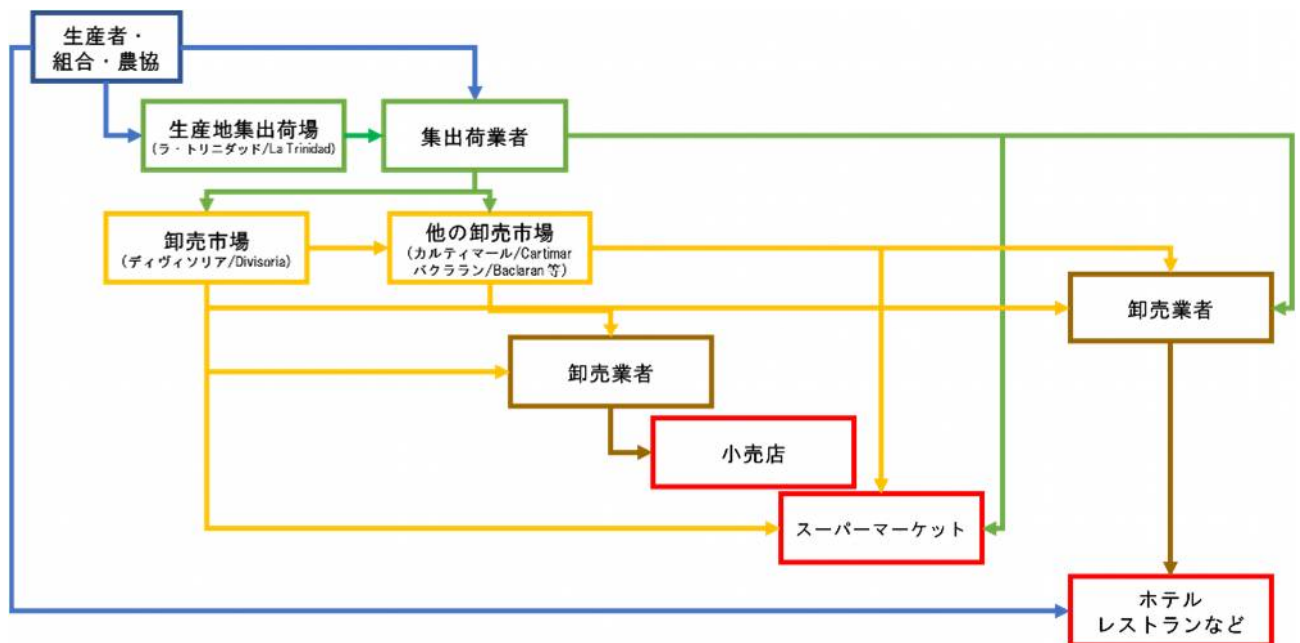 生産者・
組合・農協
生産地集出荷場
(ラ・トリニダッド/La Trinidad)
集出荷業者
卸売市場
(ディヴィソリア/Divisoria)
他の卸売市場
(カルティマール/Cartimar
バクララン/Baclaran 等)
卸売業者
卸売業者
小売店
スーパーマーケット
ホテル
レストランなど